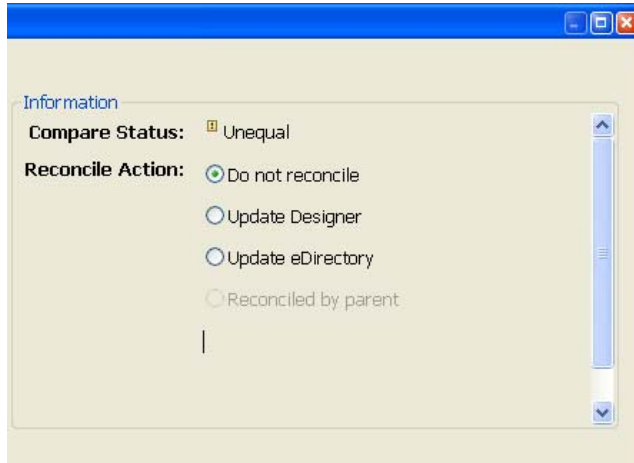 Information
Compare Status: Unequal
Reconcile Action: Do not reconcile
Update Designer
Update eDirectory
Reconciled by parent